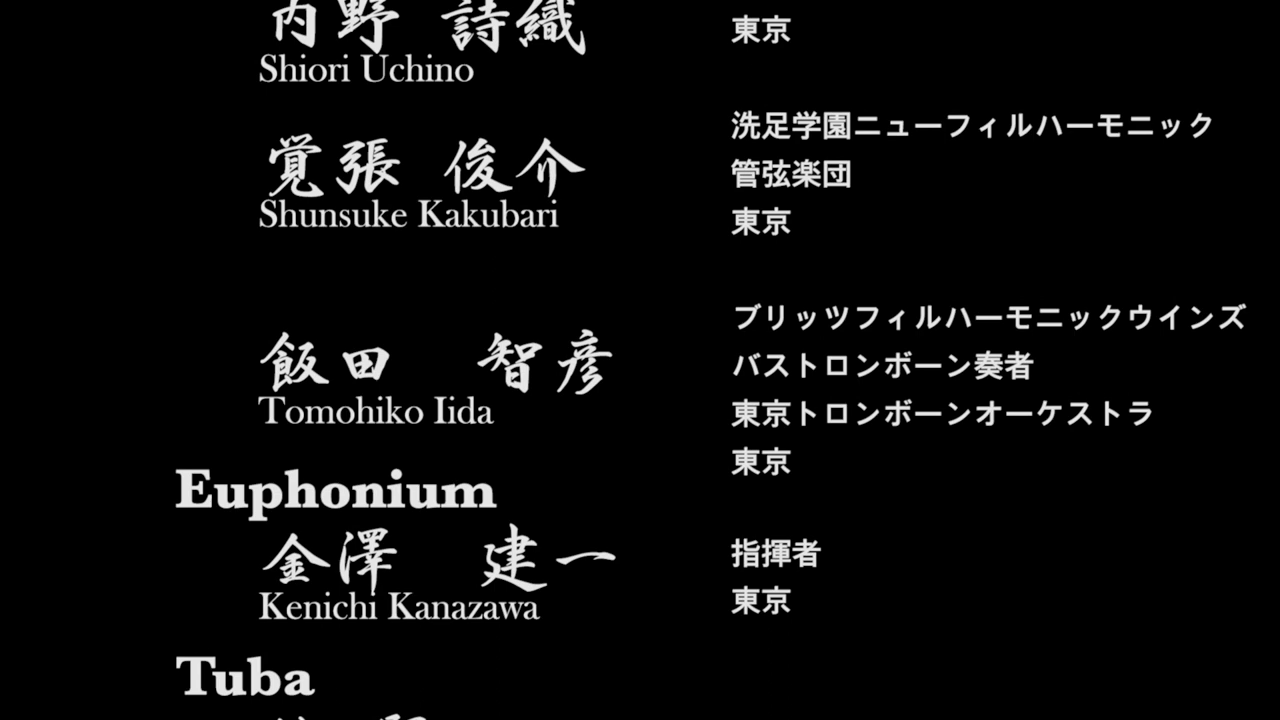 内野 詩織
Shiori Uchino
東京
覚張 俊介
Shunsuke Kakubari
洗足学園ニューフィルハーモニック
管弦楽団
東京
飯田 智彦
Tomohiko Iida
ブリッツフィルハーモニックウインズ
バストロンボーン奏者
東京トロンボーンオーケストラ
東京
Euphonium
金澤 建一
Kenichi Kanazawa
指揮者
東京
Tuba